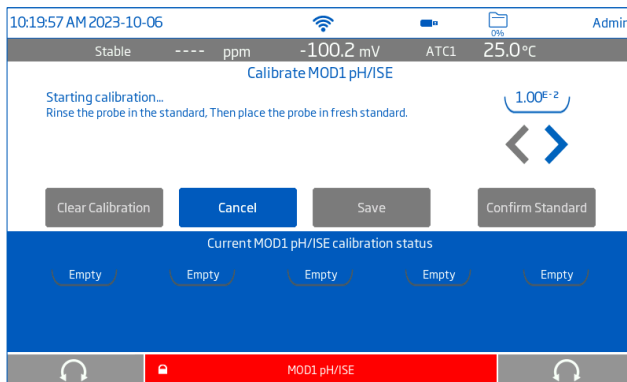 10:19:57 AM 2023-10-06 0% Admin
Stable ---- ppm -100.2 mV ATC1 25.0°C
Calibrate MOD1 pH/ISE
Starting calibration...
Rinse the probe in the standard, Then place the probe in fresh standard.
1.00E-2
Clear Calibration Cancel Save Confirm Standard
Current MOD1 pH/ISE calibration status
Empty Empty Empty Empty Empty
MOD1 pH/ISE